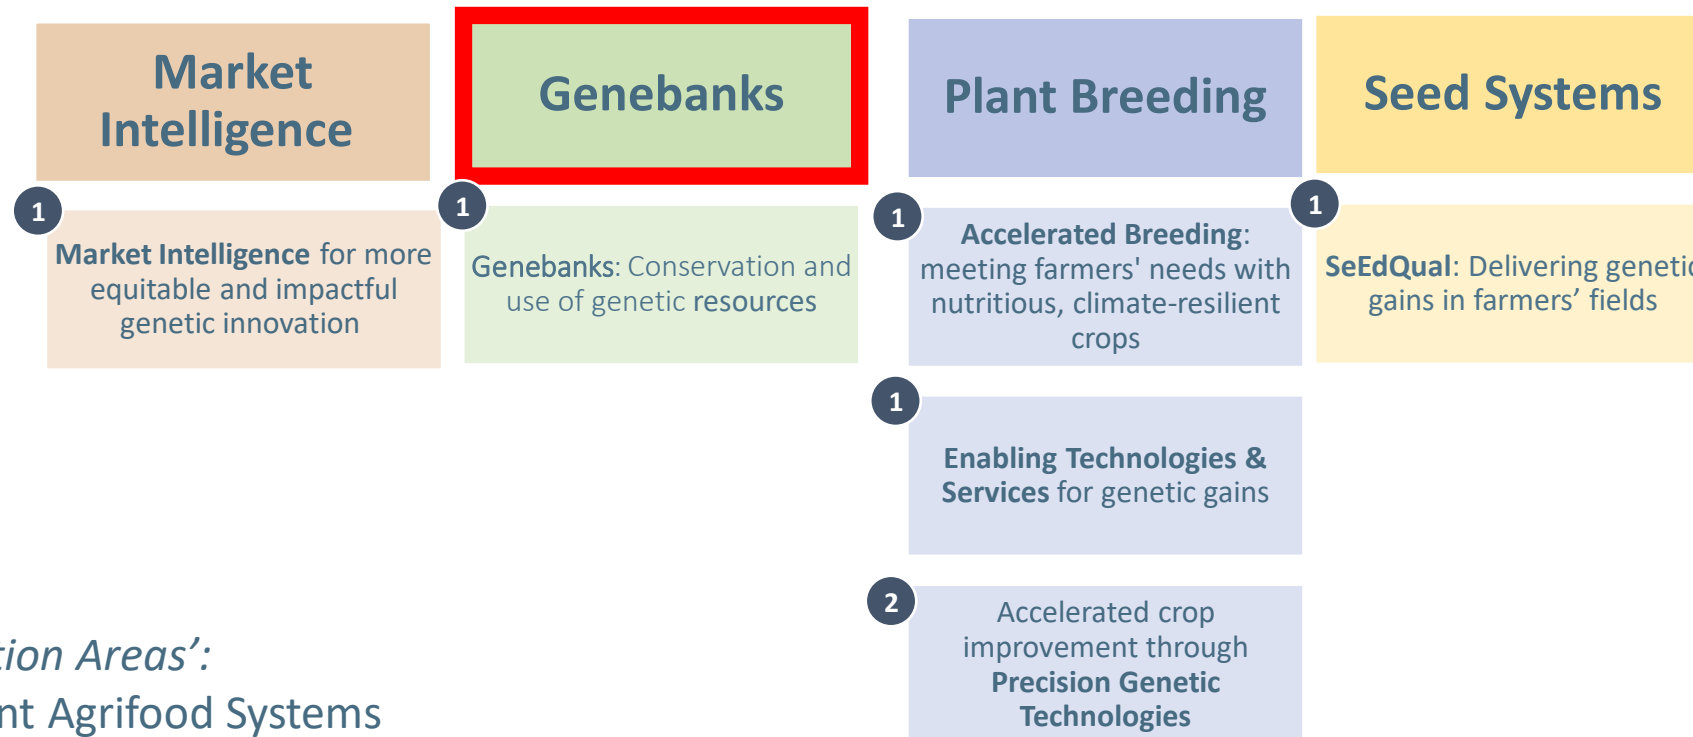 Market
Intelligence
Genebanks
Plant Breeding
Seed Systems
1
Market Intelligence for more
equitable and impactful
genetic innovation
1
Genebanks: Conservation and
use of genetic resources
1
Accelerated Breeding:
meeting farmers' needs with
nutritious, climate-resilient
crops
1
SeEdQual: Delivering genetic
gains in farmers’ fields
1
Enabling Technologies &
Services for genetic gains
2
Accelerated crop
improvement through
Precision Genetic
Technologies
tion Areas’:
nt Agrifood Systems